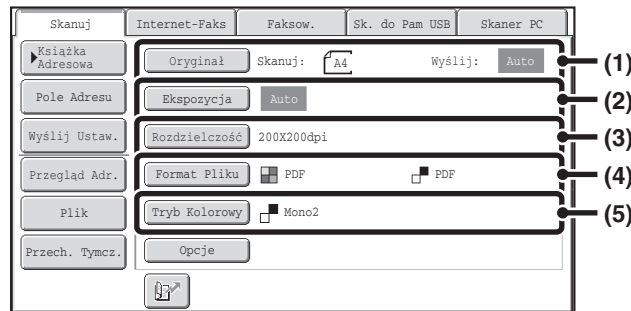 Skanuj Internet-Faks Faksow. Sk. do Pam USB Skaner PC
Książka
Adresowa
Oryginał Skanuj: A4 Wyślij: Auto (1)
Pole Adresu Ekspozycja Auto (2)
Wyślij Ustaw. Rozdzielczość 200X200dpi (3)
Przegląd Adr. Format Pliku PDF PDF (4)
Plik Tryb Kolorowy Mono2 (5)
Przech. Tymcz. Opcje